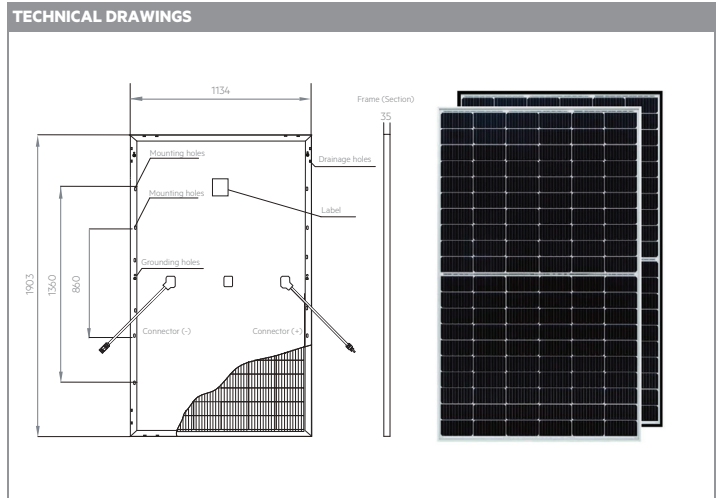 TECHNICAL DRAWINGS
1134
Frame (Section)
35
Mounting holes
Drainage holes
Mounting holes
Label
Grounding holes
1903
1360
860
Connector (-)
Connector (+)